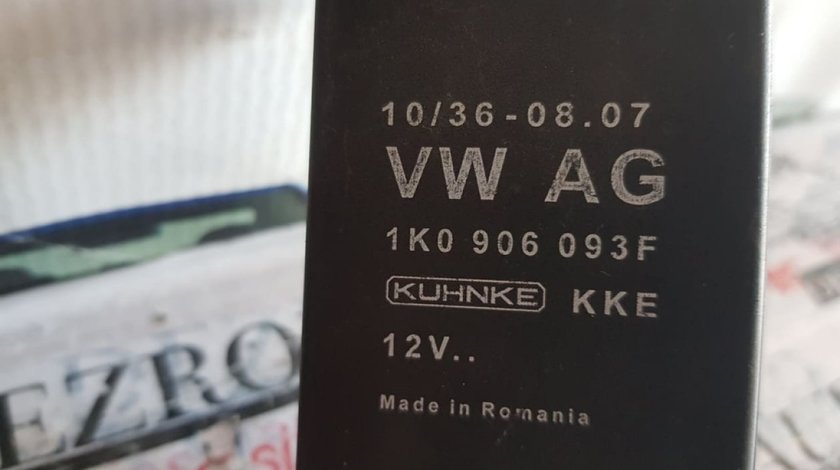 10/36-08.07
VW AG
1K0 906 093F
KUHNKE KKE
12V..
Made in Romania
EZRO